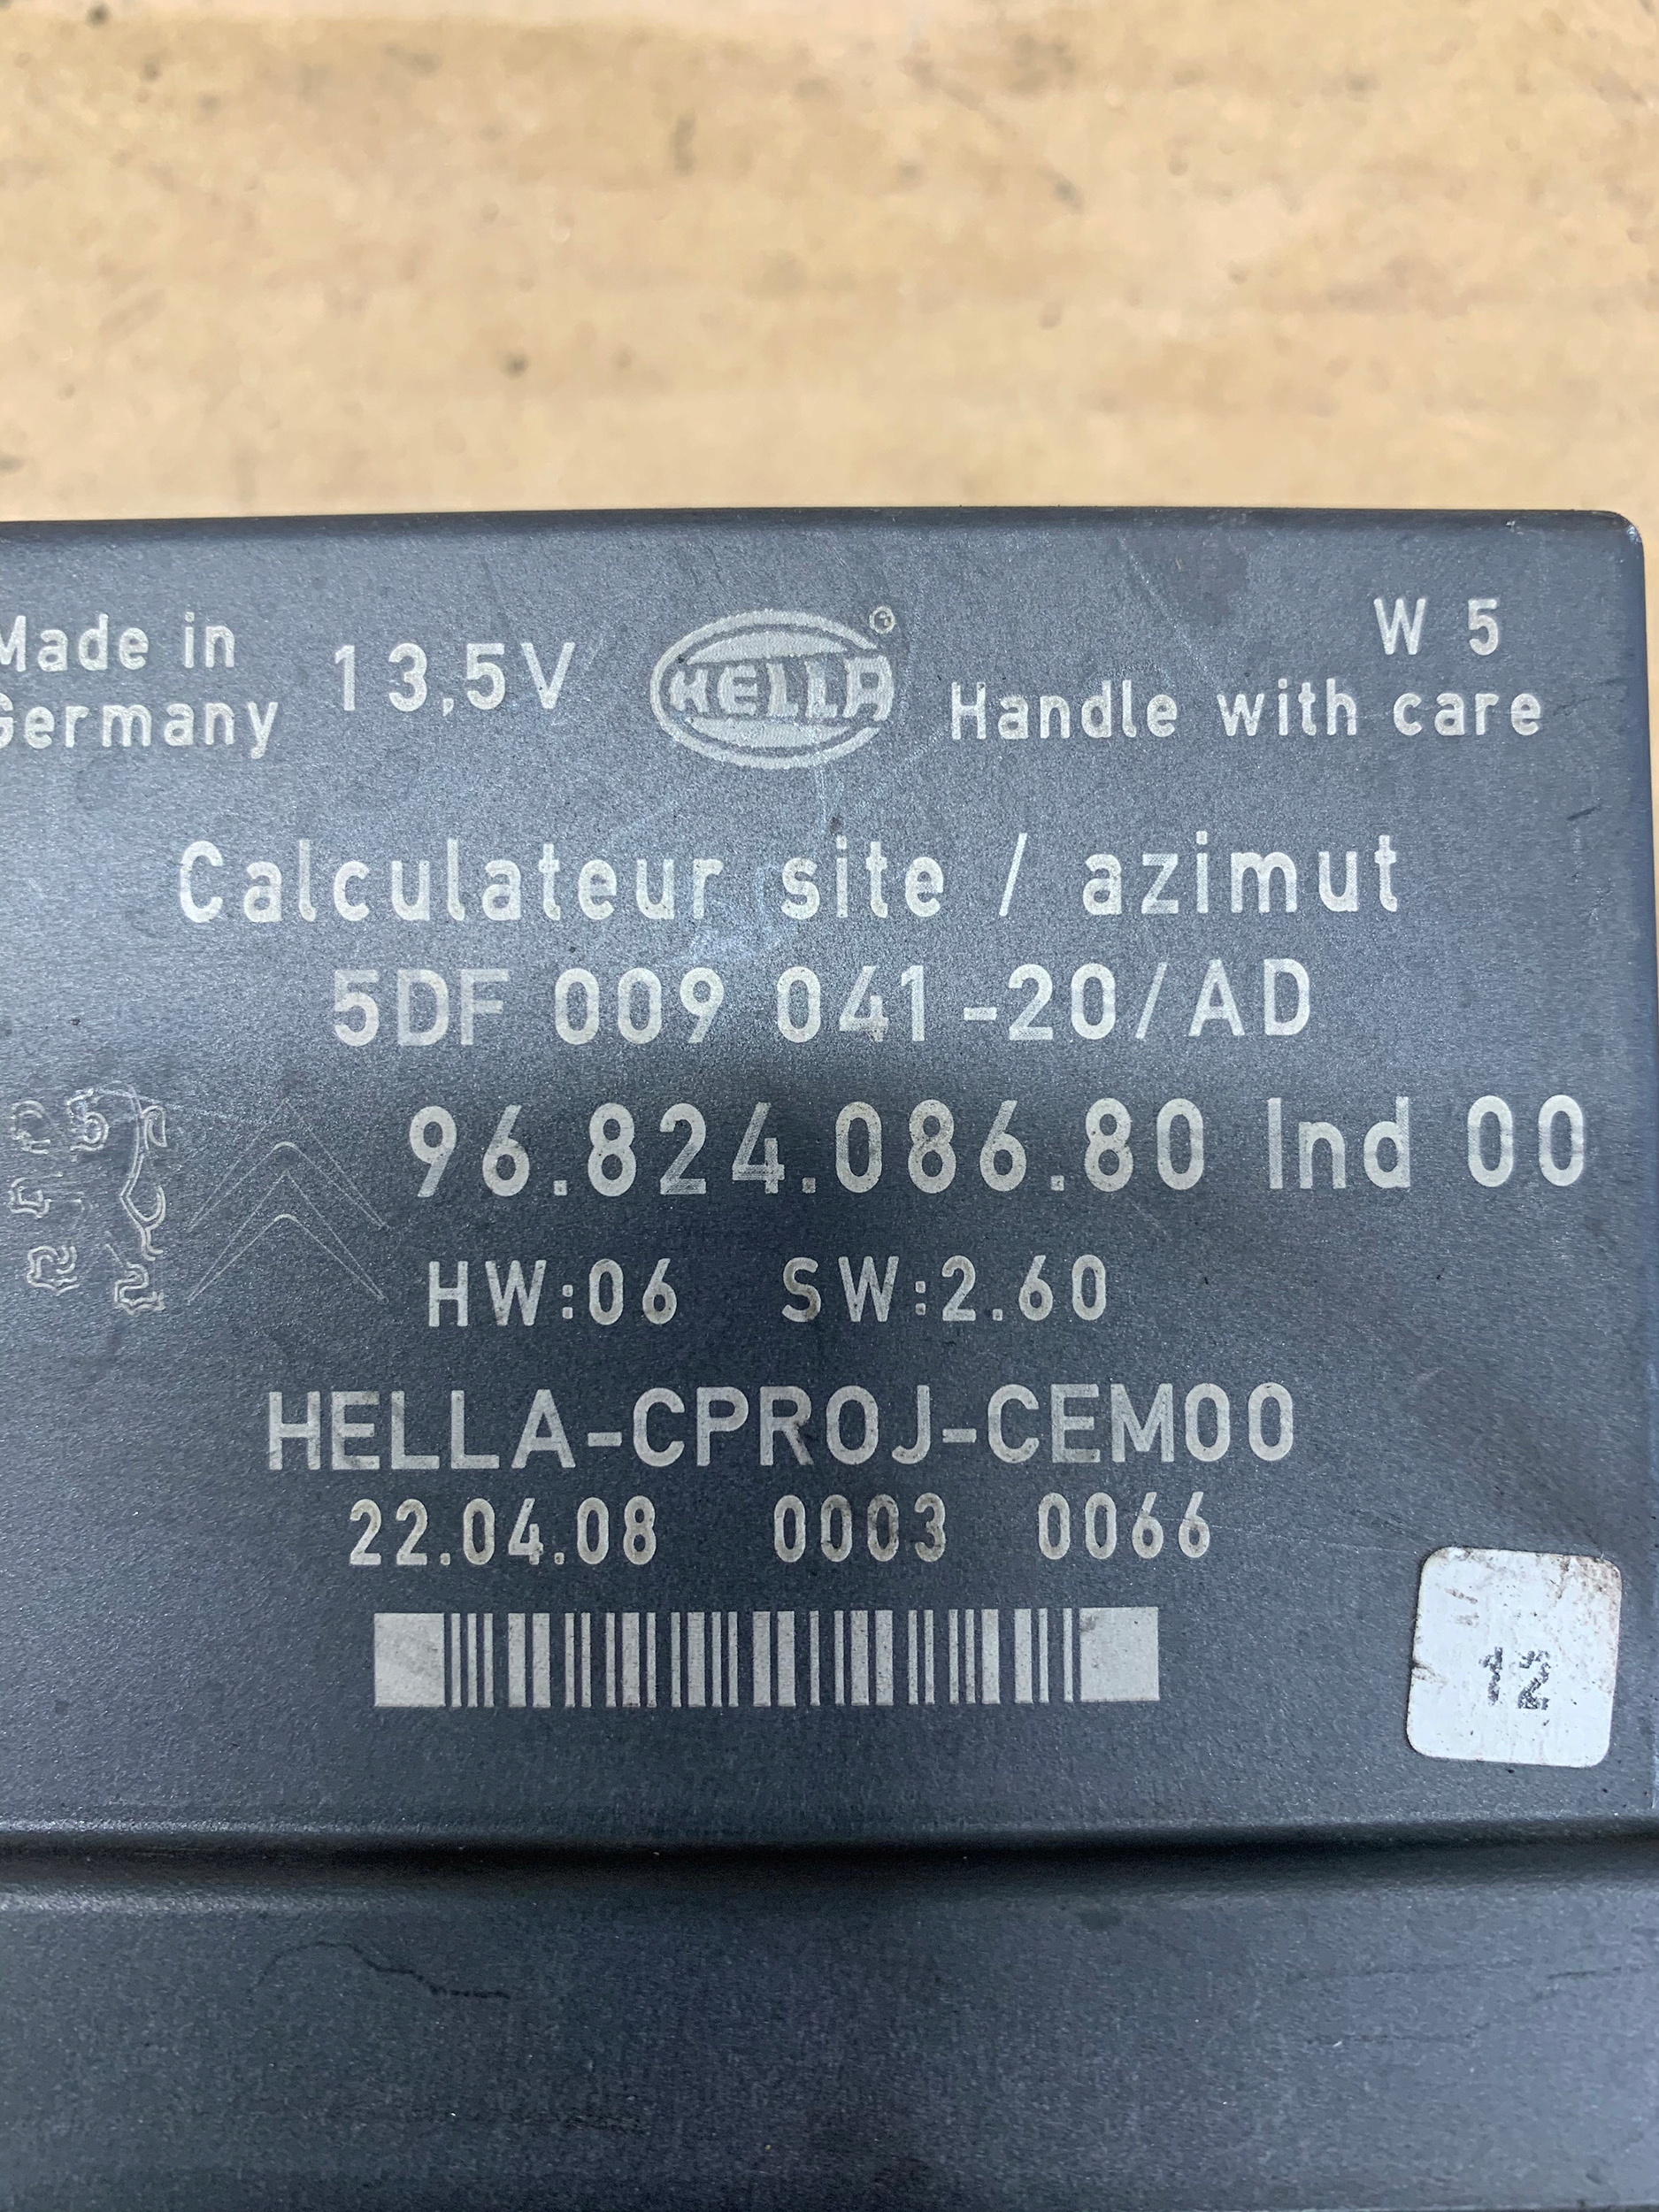 Made in
Germany
13,5V
HELLA®
W 5
Handle with care
Calculateur site / azimut
5DF 009 041-20/AD
96.824.086.80 Ind 00
HW:06 SW:2.60
HELLA-CPROJ-CEM00
22.04.08 0003 0066
12